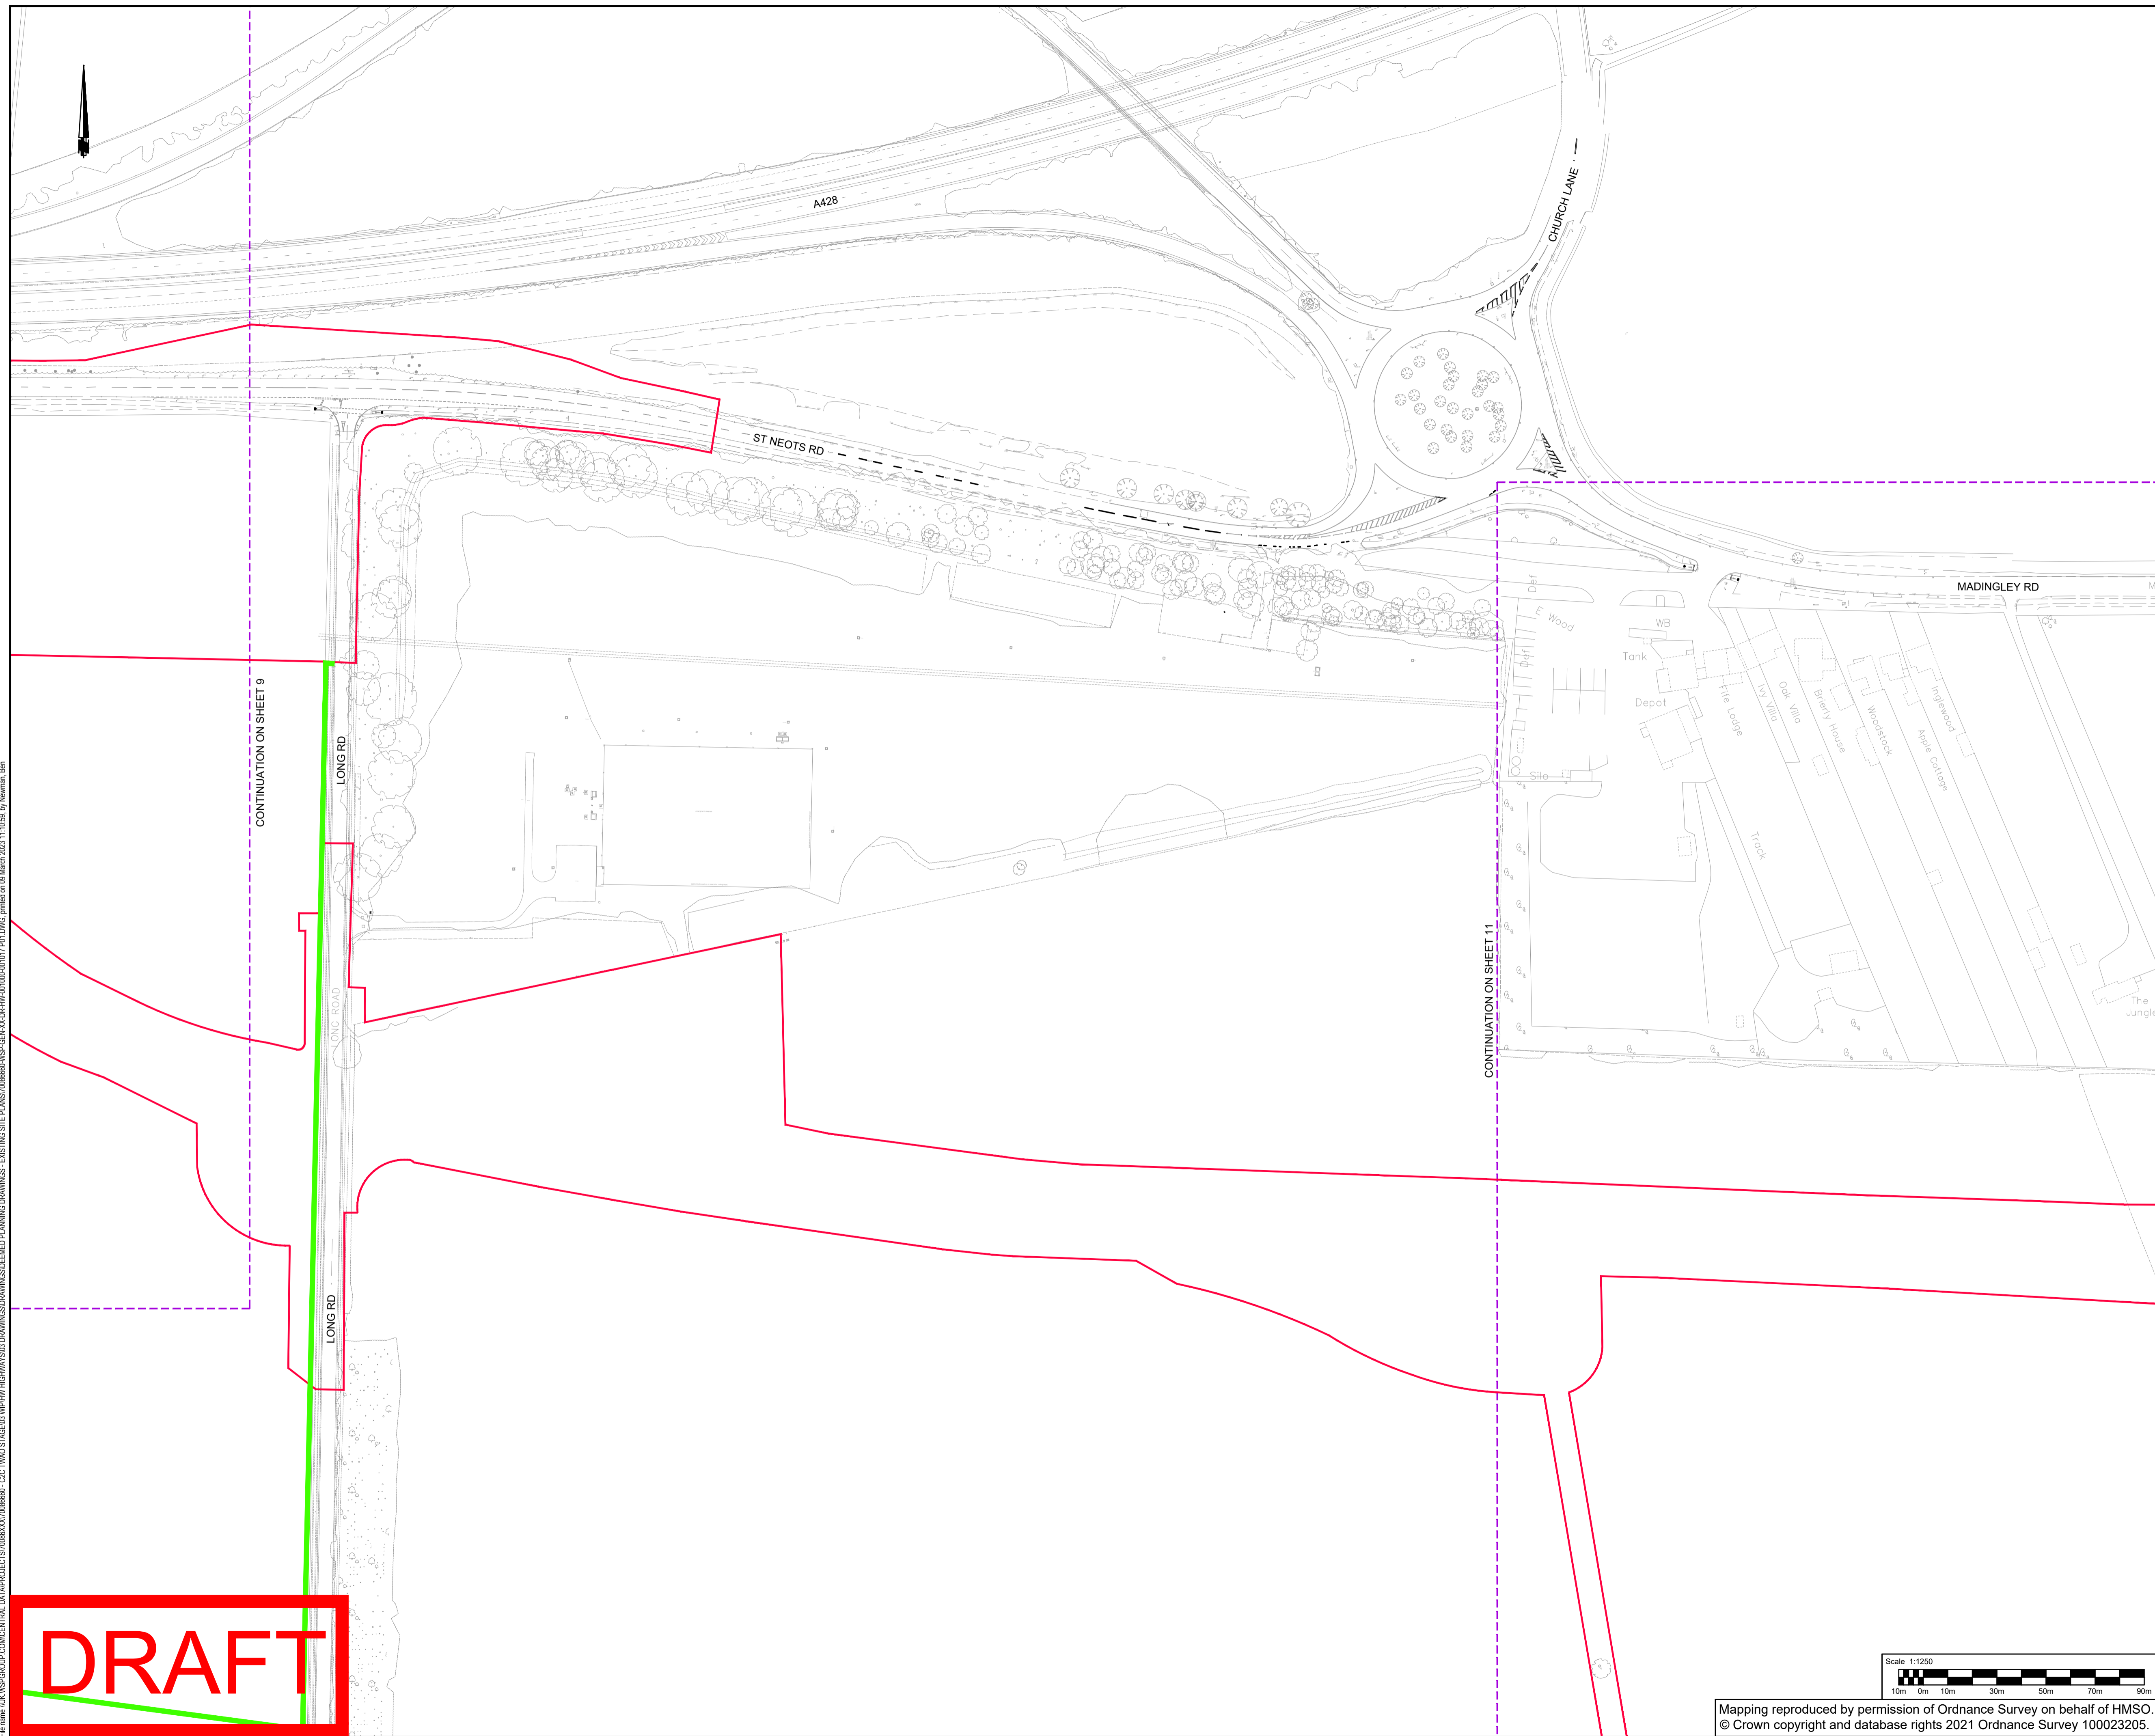 A428
CHURCH LANE
ST NEOTS RD
MADINGLEY RD
E Wood
WB
Tank
Depot
Silo
Fife Lodge
Ivy Villa
Oak Villa
Brierly House
Woodstock
Apple Cottage
Inglewood
Track
The
Jungle
CONTINUATION ON SHEET 9
LONG RD
LONG ROAD
CONTINUATION ON SHEET 11
LONG RD
DRAFT
Scale 1:1250
10m 0m 10m 30m 50m 70m 90m
Mapping reproduced by permission of Ordnance Survey on behalf of HMSO.
© Crown copyright and database rights 2021 Ordnance Survey 100023205.